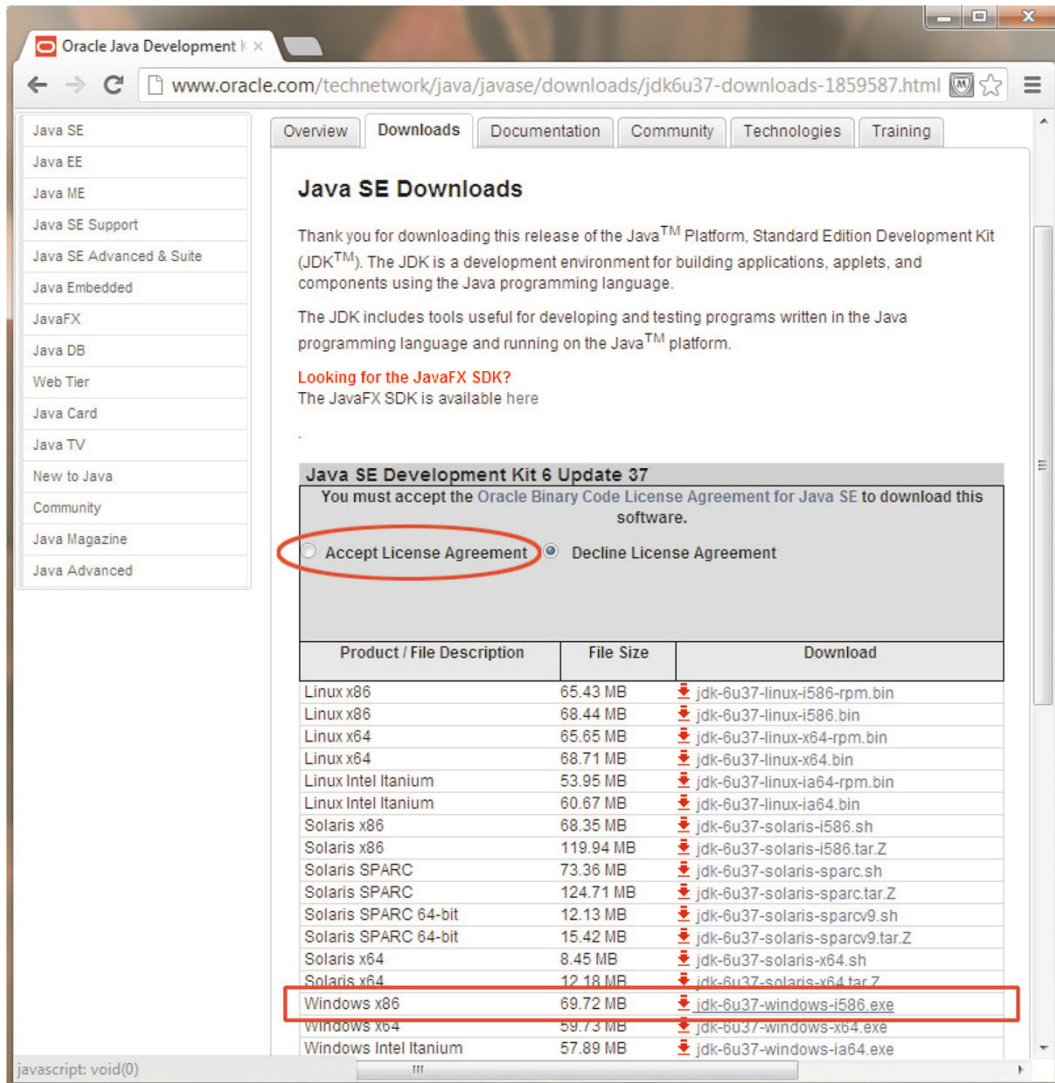 Oracle Java Development K
www.oracle.com/technetwork/java/javase/downloads/jdk6u37-downloads-1859587.html
Java SE
Java EE
Java ME
Java SE Support
Java SE Advanced & Suite
Java Embedded
JavaFX
Java DB
Web Tier
Java Card
Java TV
New to Java
Community
Java Magazine
Java Advanced
Overview Downloads Documentation Community Technologies Training
Java SE Downloads
Thank you for downloading this release of the Java™ Platform, Standard Edition Development Kit
(JDK™). The JDK is a development environment for building applications, applets, and
components using the Java programming language.
The JDK includes tools useful for developing and testing programs written in the Java
programming language and running on the Java™ platform.
Looking for the JavaFX SDK?
The JavaFX SDK is available here
.
Java SE Development Kit 6 Update 37
You must accept the Oracle Binary Code License Agreement for Java SE to download this
software.
Accept License Agreement Decline License Agreement
Product / File Description File Size Download
Linux x86 65.43 MB jdk-6u37-linux-i586-rpm.bin
Linux x86 68.44 MB jdk-6u37-linux-i586.bin
Linux x64 65.65 MB jdk-6u37-linux-x64-rpm.bin
Linux x64 68.71 MB jdk-6u37-linux-x64.bin
Linux Intel Itanium 53.95 MB jdk-6u37-linux-ia64-rpm.bin
Linux Intel Itanium 60.67 MB jdk-6u37-linux-ia64.bin
Solaris x86 68.35 MB jdk-6u37-solaris-i586.sh
Solaris x86 119.94 MB jdk-6u37-solaris-i586.tar.Z
Solaris SPARC 73.36 MB jdk-6u37-solaris-sparc.sh
Solaris SPARC 124.71 MB jdk-6u37-solaris-sparc.tar.Z
Solaris SPARC 64-bit 12.13 MB jdk-6u37-solaris-sparcv9.sh
Solaris SPARC 64-bit 15.42 MB jdk-6u37-solaris-sparcv9.tar.Z
Solaris x64 8.45 MB jdk-6u37-solaris-x64.sh
Solaris x64 12.18 MB jdk-6u37-solaris-x64.tar.Z
Windows x86 69.72 MB jdk-6u37-windows-i586.exe
Windows x64 59.73 MB jdk-6u37-windows-x64.exe
Windows Intel Itanium 57.89 MB jdk-6u37-windows-ia64.exe
javascript: void(0)